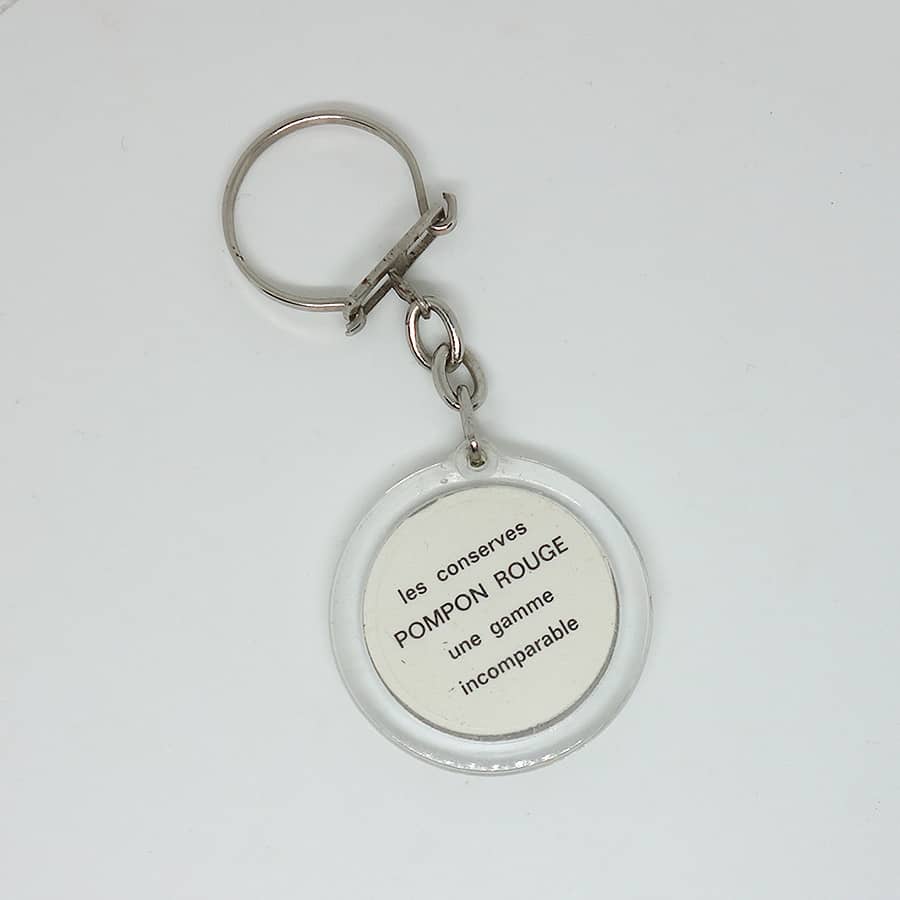 les conserves
POMPON ROUGE
une gamme
incomparable